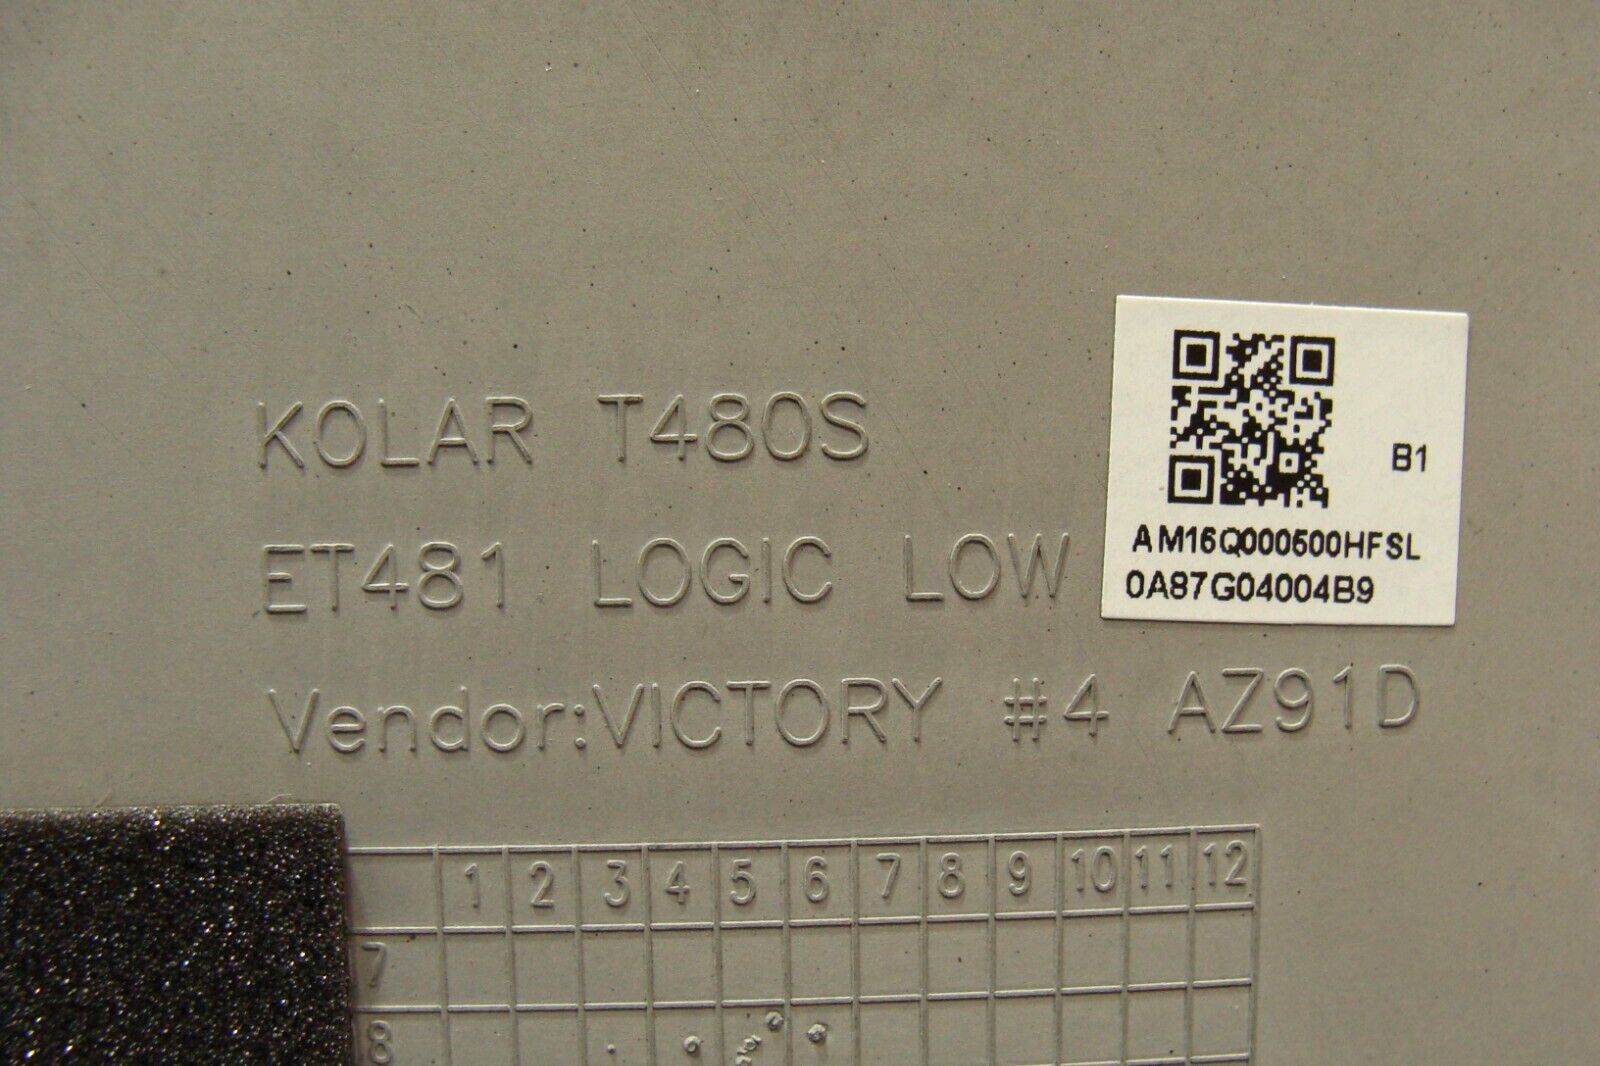 KOLAR T480S
ET481 LOGIC LOW
Vendor:VICTORY #4 AZ91D
B1
AM16Q000500HFSL
0A87G04004B9
1 2 3 4 5 6 7 8 9 10 11 12
7
8